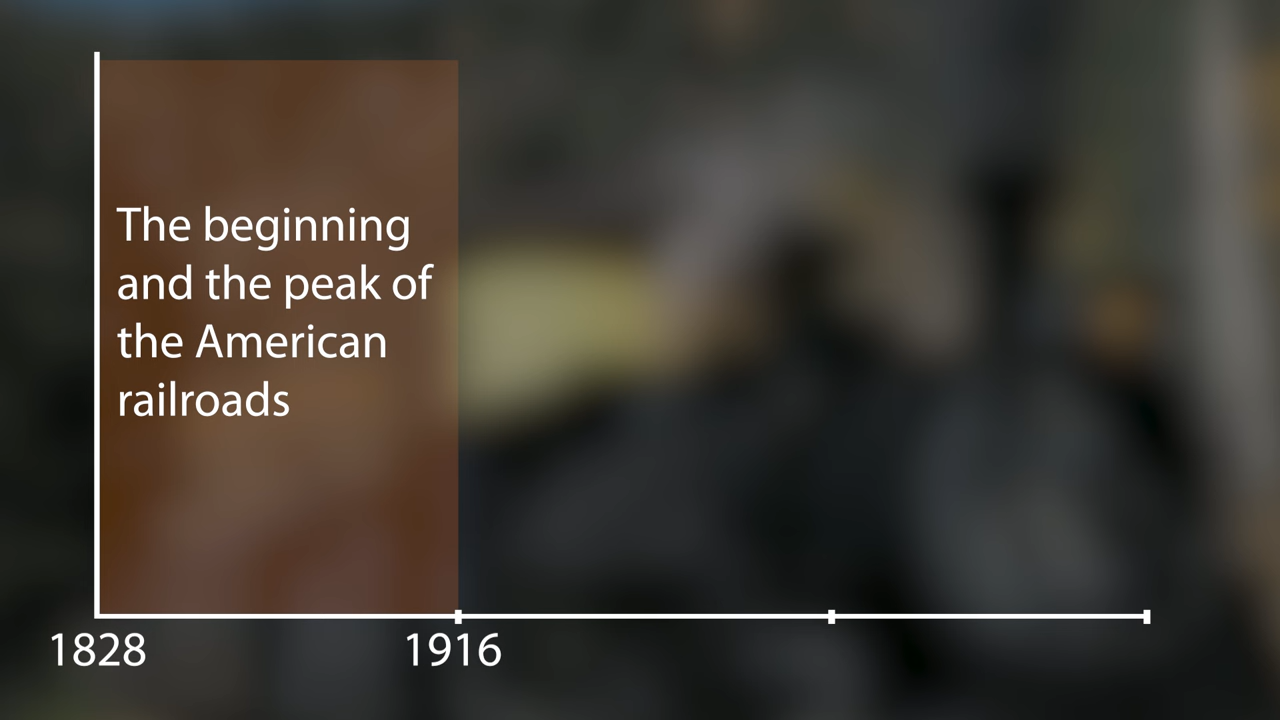 The beginning
and the peak of
the American
railroads
1828
1916